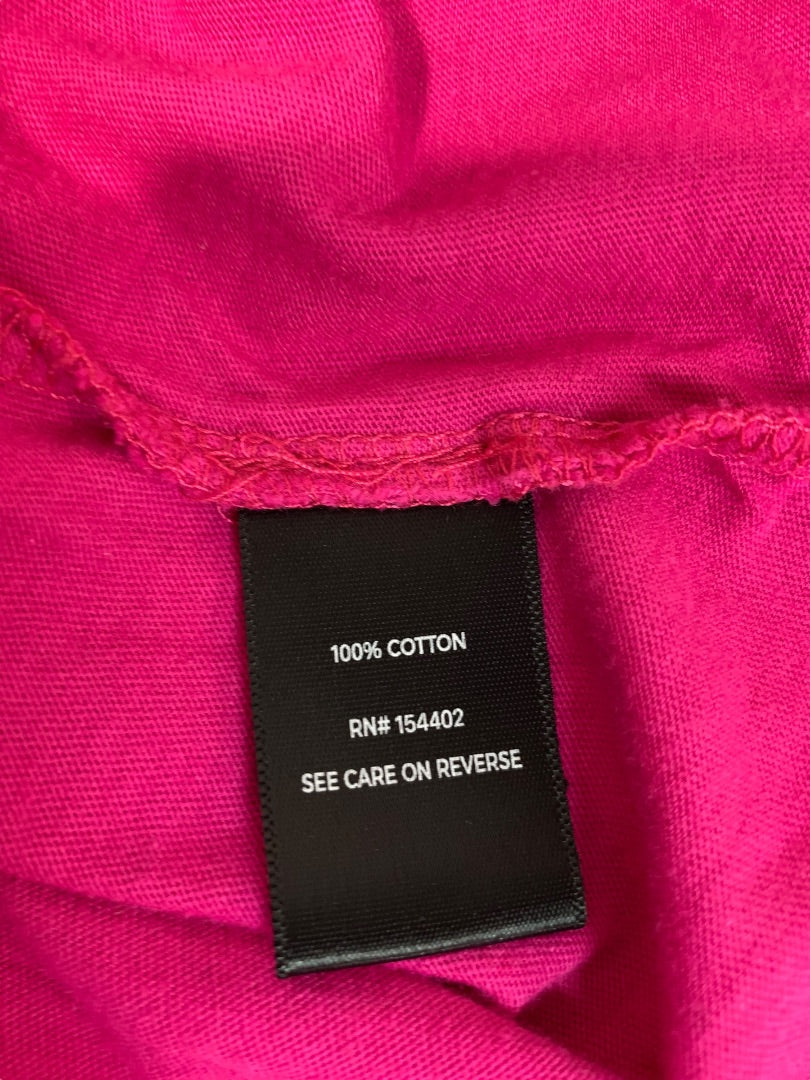 100% COTTON
RN# 154402
SEE CARE ON REVERSE